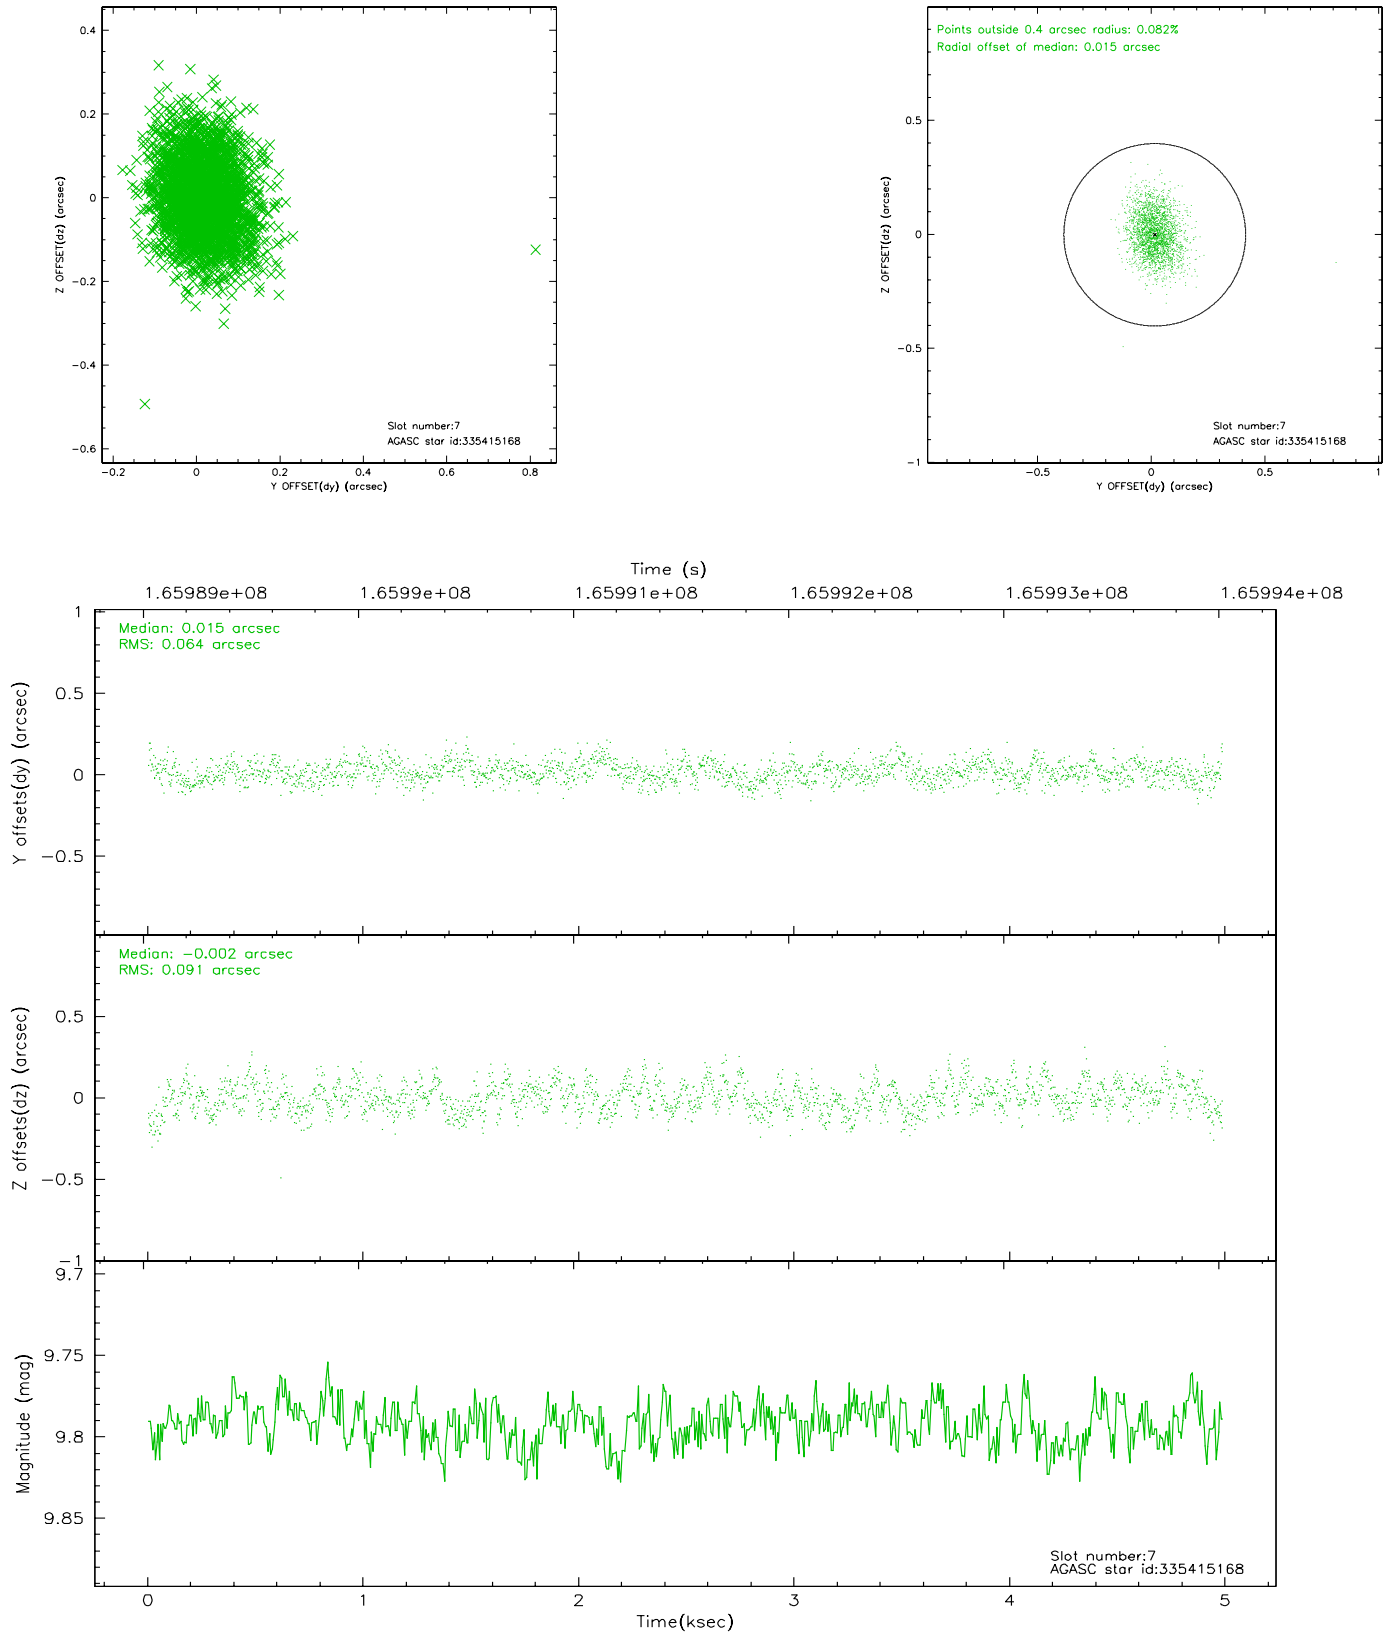 0.4
0.2
0
−0.2
−0.4
−0.6
Z OFFSET(dz) (arcsec)
−0.2
0
0.2
0.4
0.6
0.8
Y OFFSET(dy) (arcsec)
Slot number:7
AGASC star id:335415168
Points outside 0.4 arcsec radius: 0.082%
Radial offset of median: 0.015 arcsec
0.5
0
−0.5
−1
Z OFFSET(dz) (arcsec)
−0.5
0
0.5
1
Y OFFSET(dy) (arcsec)
Slot number:7
AGASC star id:335415168
Time (s)
1.65989e+08
1.6599e+08
1.65991e+08
1.65992e+08
1.65993e+08
1.65994e+08
Median: 0.015 arcsec
RMS: 0.064 arcsec
1
0.5
0
−0.5
Y offsets(dy) (arcsec)
Median: −0.002 arcsec
RMS: 0.091 arcsec
0.5
0
−0.5
−1
Z offsets(dz) (arcsec)
9.7
9.75
9.8
9.85
Magnitude (mag)
Slot number:7
AGASC star id:335415168
0
1
2
3
4
5
Time(ksec)